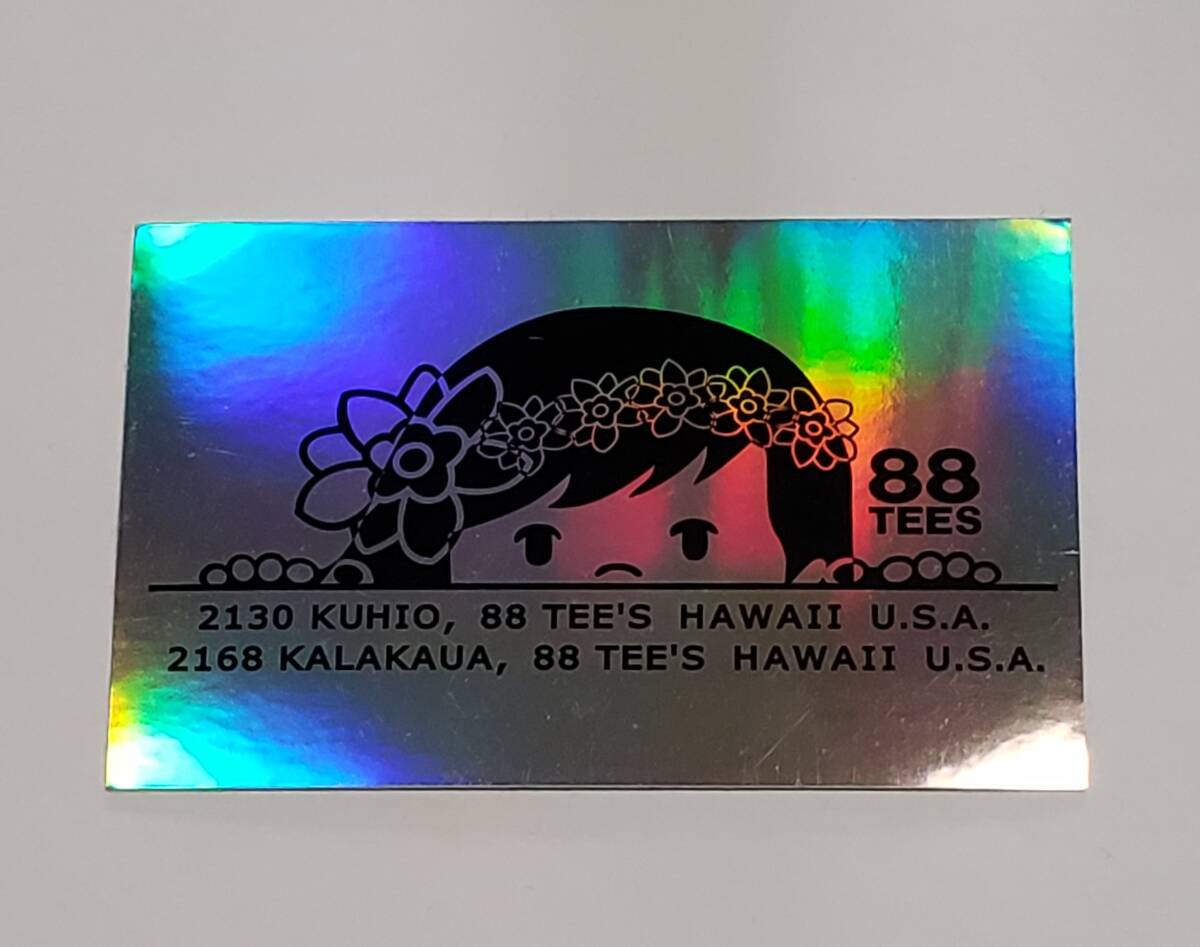 88
TEES
2130 KUHIO, 88 TEE'S HAWAII U.S.A.
2168 KALAKAUA, 88 TEE'S HAWAII U.S.A.